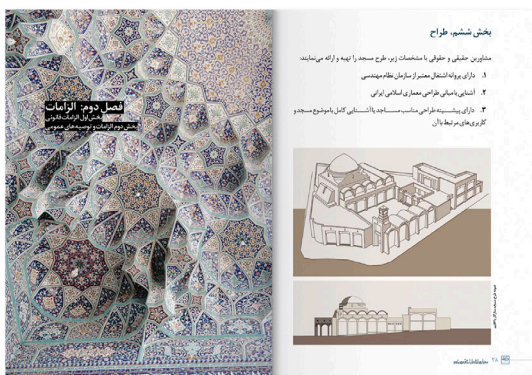 بخش ششم، طراح
مشاورین حقیقی و حقوقی با مشخصات زیر، طرح مسجد را تهیه و ارائه می‌نمایند:
۱. دارای پروانه اشتغال معتبر از سازمان نظام مهندسی
۲. آشنایی با مبانی طراحی معماری اسلامی ایرانی
۳. دارای پیشینه طراحی مناسب مساجد یا آشنایی کامل با موضوع مسجد و
کاربری‌های مرتبط با آن
۲۸
فصل دوم: الزامات
بخش اول الزامات قانونی
بخش دوم الزامات و توصیه‌های عمومی